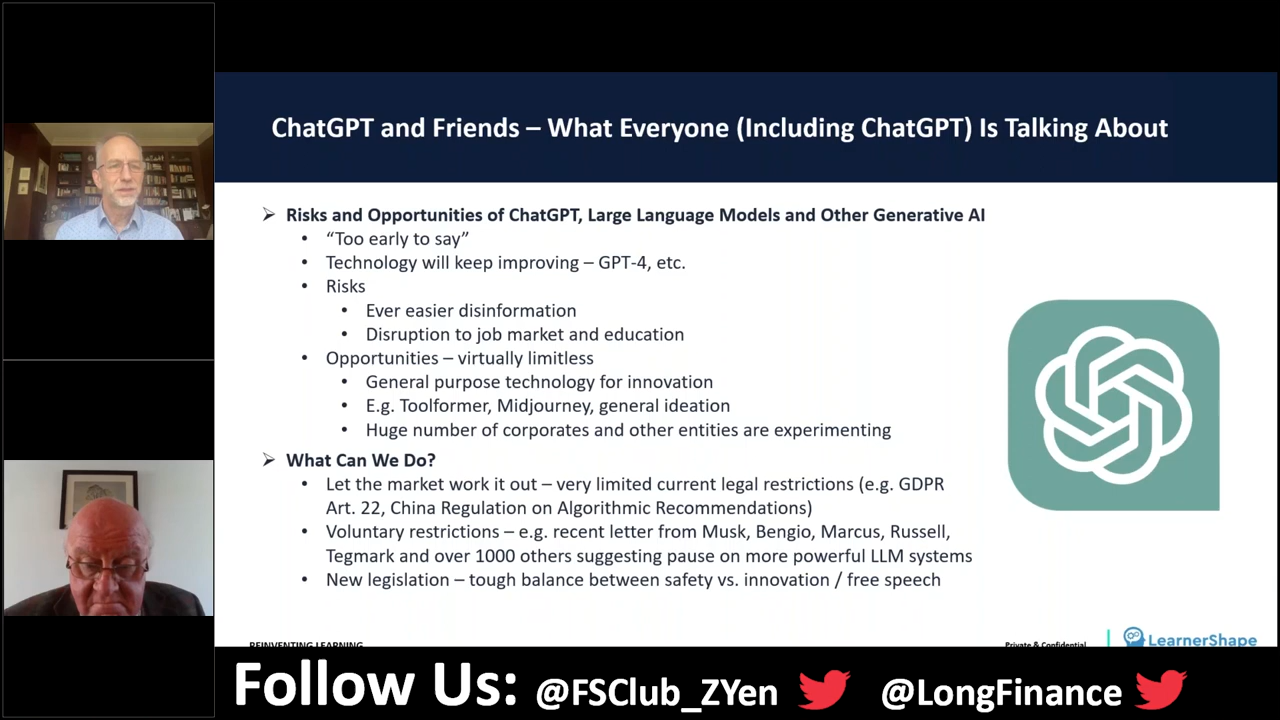 ChatGPT and Friends – What Everyone (Including ChatGPT) Is Talking About
Risks and Opportunities of ChatGPT, Large Language Models and Other Generative AI
“Too early to say”
Technology will keep improving – GPT-4, etc.
Risks
Ever easier disinformation
Disruption to job market and education
Opportunities – virtually limitless
General purpose technology for innovation
E.g. Toolformer, Midjourney, general ideation
Huge number of corporates and other entities are experimenting
What Can We Do?
Let the market work it out – very limited current legal restrictions (e.g. GDPR
Art. 22, China Regulation on Algorithmic Recommendations)
Voluntary restrictions – e.g. recent letter from Musk, Bengio, Marcus, Russell,
Tegmark and over 1000 others suggesting pause on more powerful LLM systems
New legislation – tough balance between safety vs. innovation / free speech
REINVENTING LEARNING
Private & Confidential
LearnerShape
Follow Us: @FSClub_ZYen @LongFinance